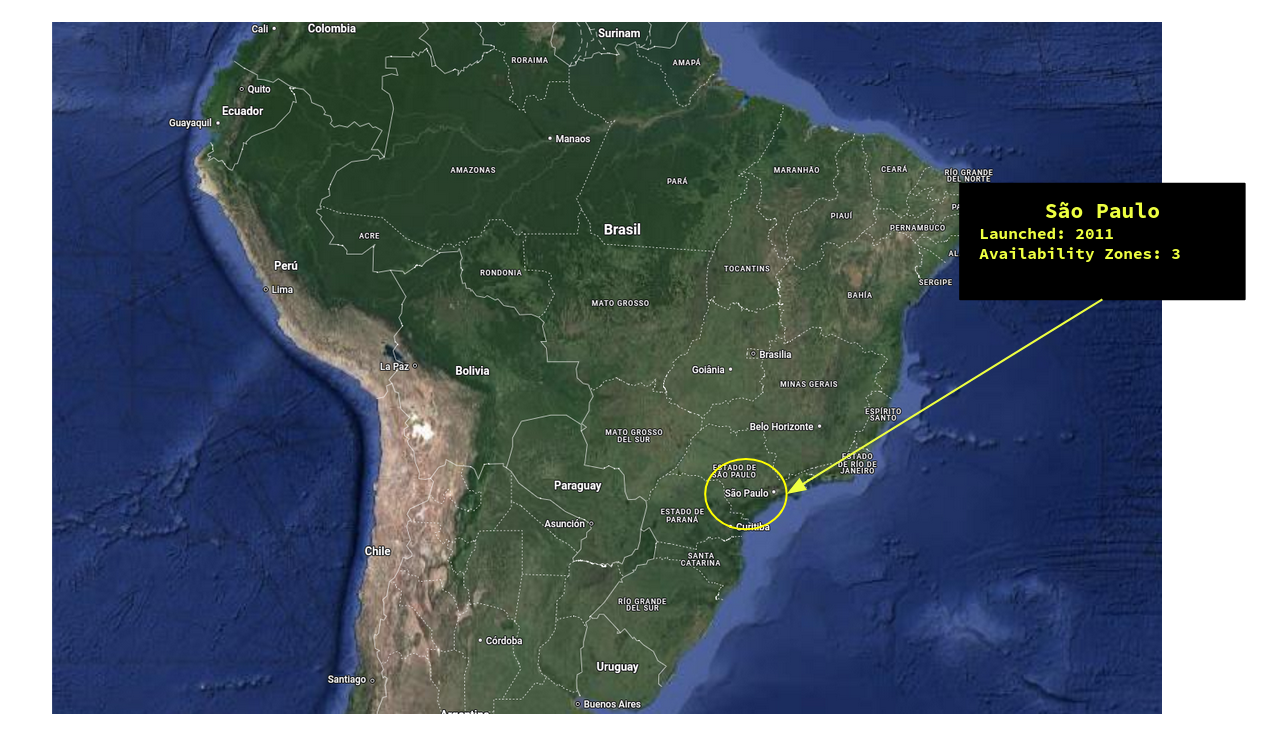 Cali
Colombia
Surinam
RORAIMA
AMAPÁ
Quito
Ecuador
Guayaquil
Manaos
AMAZONAS
PARÁ
MARANHÃO
CEARÁ
RÍO GRANDE
DEL NORTE
São Paulo
Launched: 2011
Availability Zones: 3
PIAUÍ
PERNAMBUCO
Brasil
ACRE
Perú
Lima
RONDONIA
TOCANTINS
SERGIPE
BAHÍA
MATO GROSSO
La Paz
Bolivia
Brasilia
Goiânia
MINAS GERAIS
ESPÍRITO
SANTO
Belo Horizonte
MATO GROSSO
DEL SUR
ESTADO
DE RÍO DE
JANEIRO
ESTADO DE
SÃO PAULO
São Paulo
Paraguay
ESTADO DE
PARANÁ
Asunción
Curitiba
Chile
SANTA
CATARINA
RÍO GRANDE
DEL SUR
Córdoba
Uruguay
Santiago
Buenos Aires
Argentina